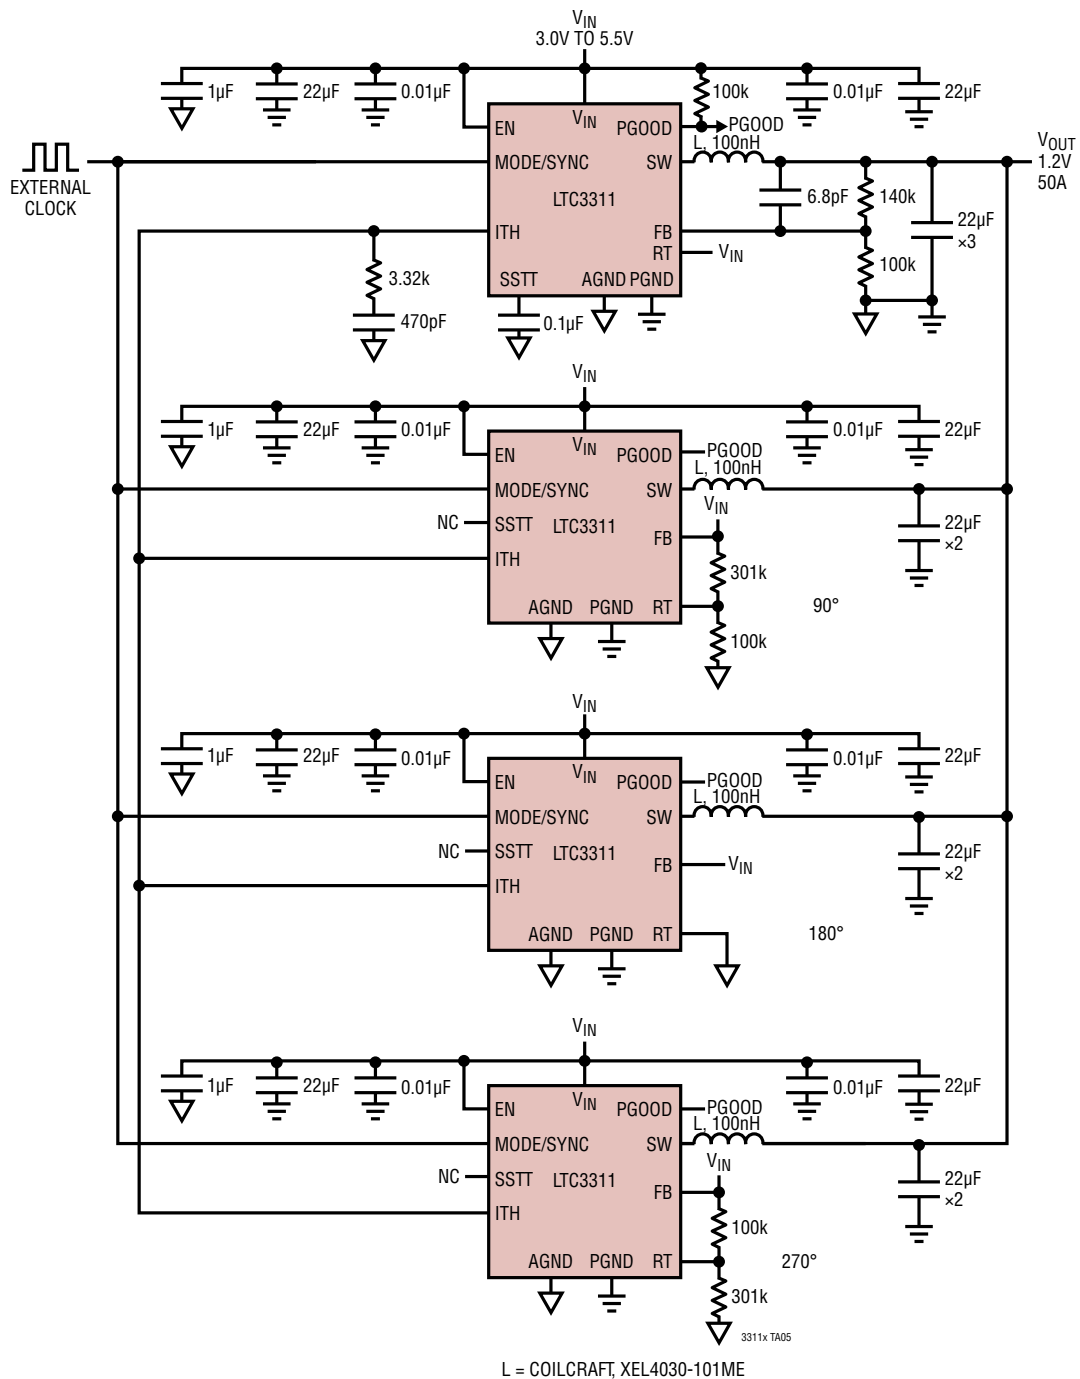 VIN
3.0V TO 5.5V
1µF
22µF
0.01µF
100k
0.01µF
22µF
EN
VIN
PGOOD
PGOOD
L, 100nH
VOUT
1.2V
50A
EXTERNAL
CLOCK
MODE/SYNC
SW
LTC3311
6.8pF
140k
22µF
×3
ITH
FB
RT
VIN
100k
3.32k
SSTT
AGND
PGND
470pF
0.1µF
VIN
1µF
22µF
0.01µF
0.01µF
22µF
EN
VIN
PGOOD
PGOOD
L, 100nH
MODE/SYNC
SW
VIN
NC
SSTT
LTC3311
FB
22µF
×2
ITH
301k
AGND
PGND
RT
90°
100k
VIN
1µF
22µF
0.01µF
0.01µF
22µF
EN
VIN
PGOOD
PGOOD
L, 100nH
MODE/SYNC
SW
NC
SSTT
LTC3311
FB
VIN
22µF
×2
ITH
AGND
PGND
RT
180°
VIN
1µF
22µF
0.01µF
0.01µF
22µF
EN
VIN
PGOOD
PGOOD
L, 100nH
MODE/SYNC
SW
VIN
NC
SSTT
LTC3311
FB
22µF
×2
ITH
100k
AGND
PGND
RT
270°
301k
3311x TA05
L = COILCRAFT, XEL4030-101ME